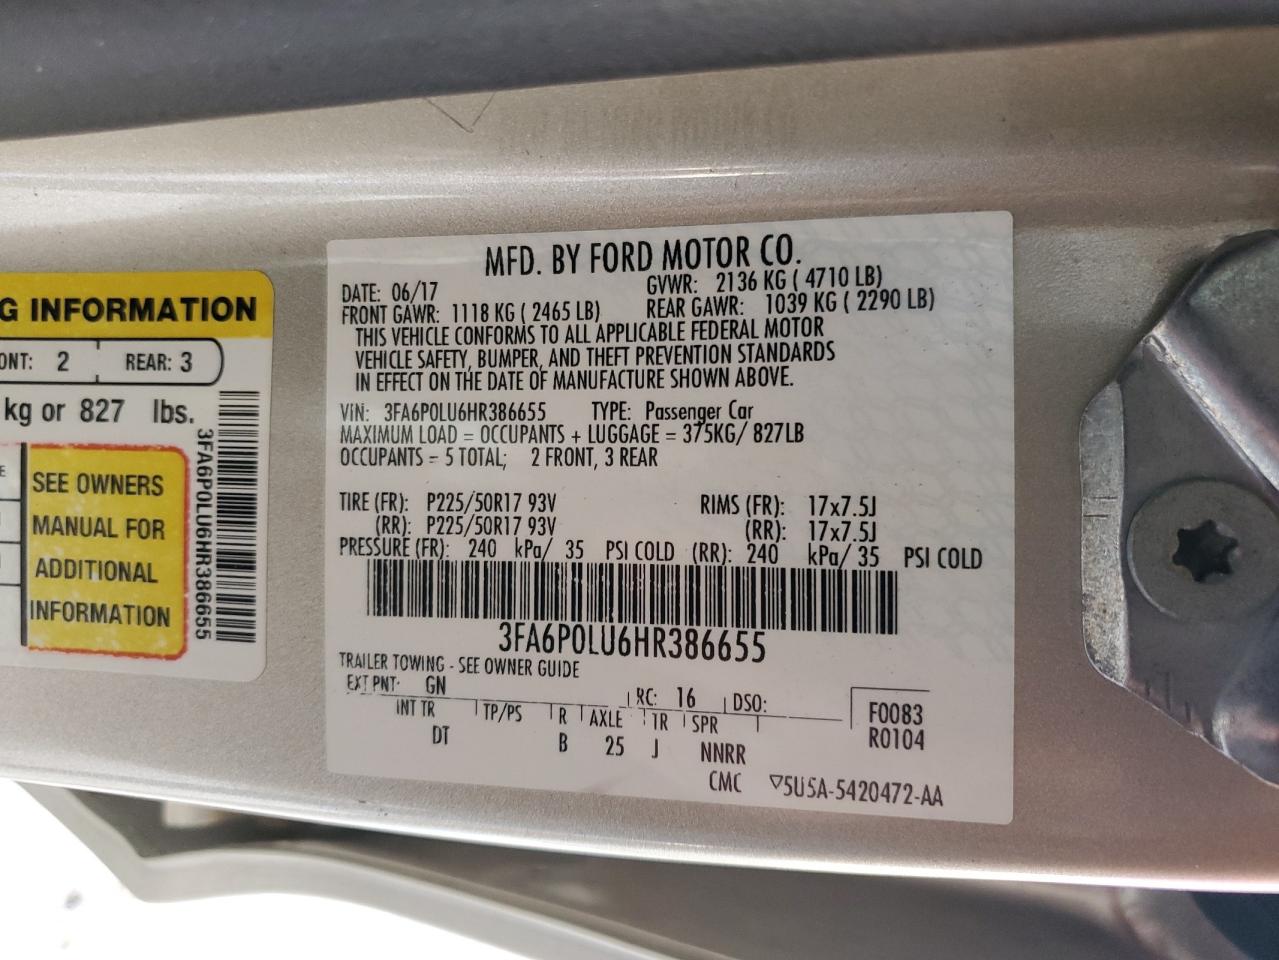 G INFORMATION
ONT: 2 REAR: 3
kg or 827 lbs.
E
SEE OWNERS
MANUAL FOR
ADDITIONAL
INFORMATION
3FA6P0LU6HR386655
MFD. BY FORD MOTOR CO.
DATE: 06/17 GVWR: 2136 KG ( 4710 LB)
FRONT GAWR: 1118 KG ( 2465 LB) REAR GAWR: 1039 KG ( 2290 LB)
THIS VEHICLE CONFORMS TO ALL APPLICABLE FEDERAL MOTOR
VEHICLE SAFETY, BUMPER, AND THEFT PREVENTION STANDARDS
IN EFFECT ON THE DATE OF MANUFACTURE SHOWN ABOVE.
VIN: 3FA6P0LU6HR386655 TYPE: Passenger Car
MAXIMUM LOAD = OCCUPANTS + LUGGAGE = 375KG/ 827LB
OCCUPANTS = 5 TOTAL; 2 FRONT, 3 REAR
TIRE (FR): P225/50R17 93V RIMS (FR): 17x7.5J
(RR): P225/50R17 93V (RR): 17x7.5J
PRESSURE (FR): 240 kPa/ 35 PSI COLD (RR): 240 kPa/ 35 PSI COLD
3FA6P0LU6HR386655
TRAILER TOWING - SEE OWNER GUIDE
EXT PNT: GN RC: 16 DSO:
INT TR TP/PS R AXLE TR SPR F0083
DT B 25 J NNRR R0104
CMC ▽5U5A-5420472-AA